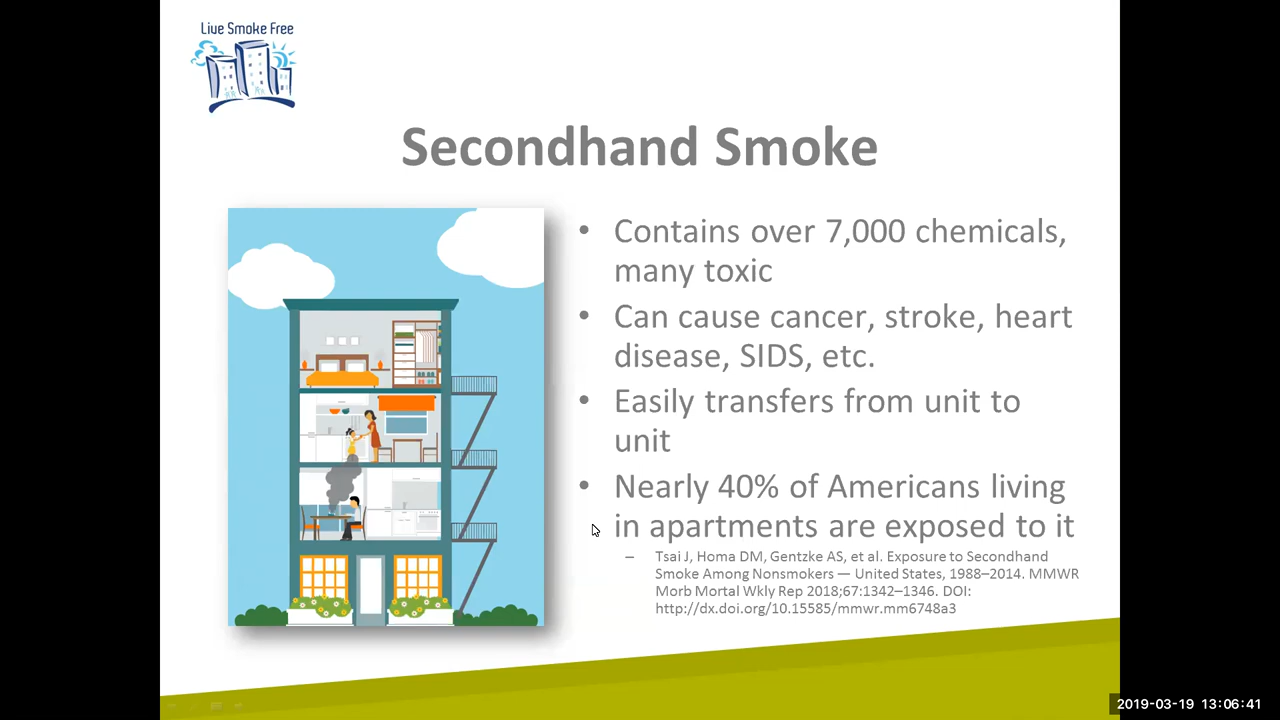 Live Smoke Free
Secondhand Smoke
• Contains over 7,000 chemicals,
many toxic
• Can cause cancer, stroke, heart
disease, SIDS, etc.
• Easily transfers from unit to
unit
• Nearly 40% of Americans living
in apartments are exposed to it
– Tsai J, Homa DM, Gentzke AS, et al. Exposure to Secondhand
Smoke Among Nonsmokers — United States, 1988–2014. MMWR
Morb Mortal Wkly Rep 2018;67:1342–1346. DOI:
http://dx.doi.org/10.15585/mmwr.mm6748a3
2019-03-19 13:06:41